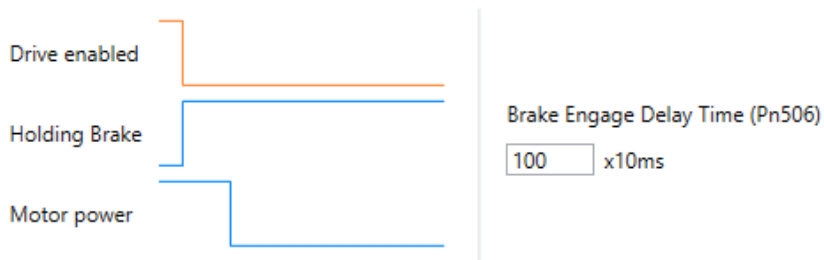 Drive enabled
Holding Brake
Motor power
Brake Engage Delay Time (Pn506)
100 x10ms